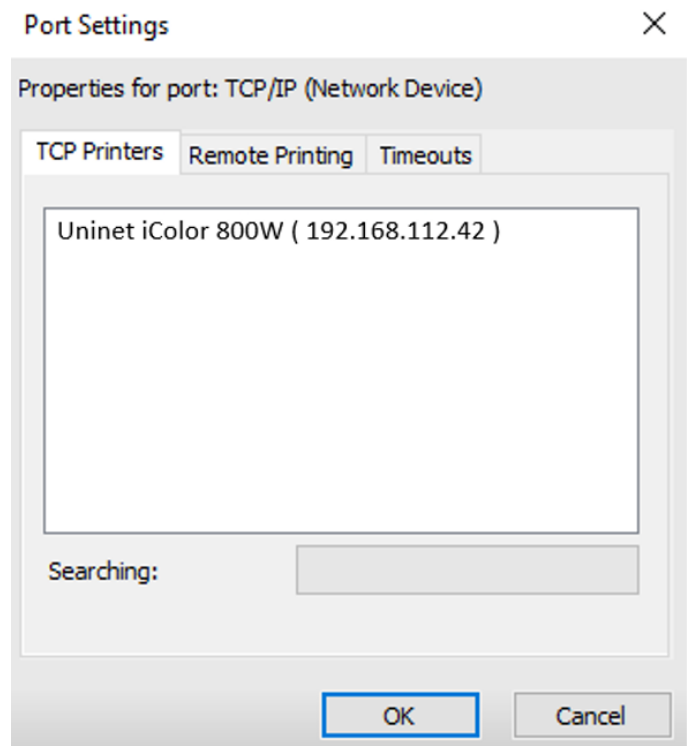 Port Settings
Properties for port: TCP/IP (Network Device)
TCP Printers Remote Printing Timeouts
Uninet iColor 800W ( 192.168.112.42 )
Searching:
OK Cancel